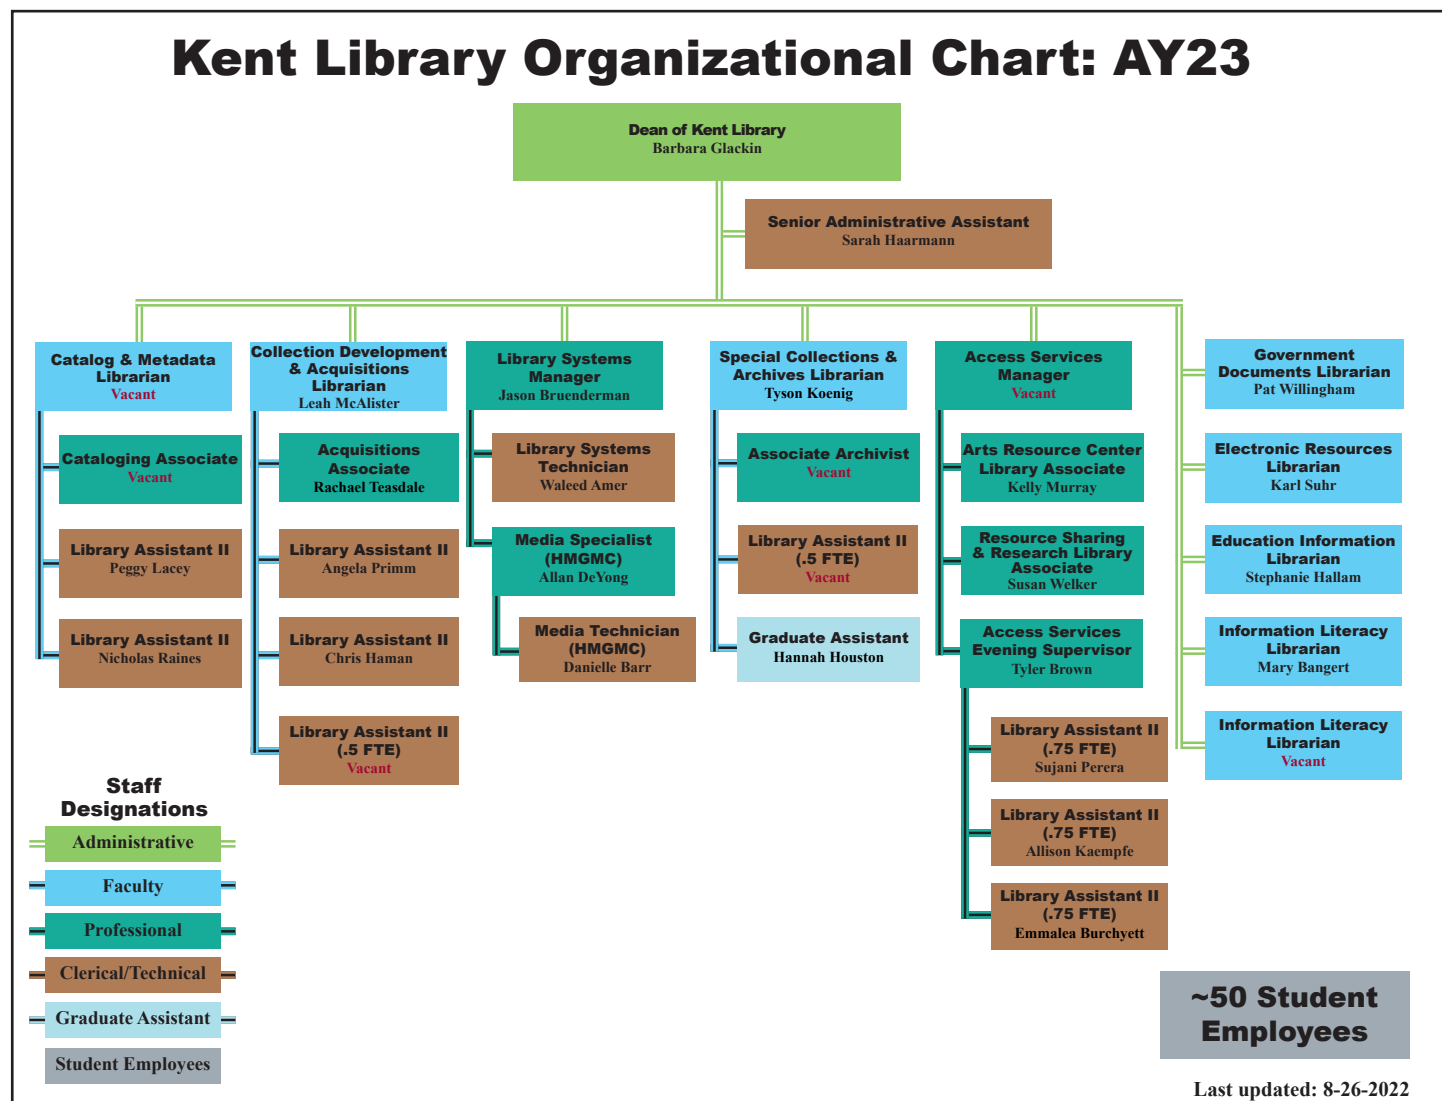 Kent Library Organizational Chart: AY23
Dean of Kent Library
Barbara Glackin
Senior Administrative Assistant
Sarah Haarmann
Catalog & Metadata
Librarian
Vacant
Cataloging Associate
Vacant
Library Assistant II
Peggy Lacey
Library Assistant II
Nicholas Raines
Collection Development
& Acquisitions
Librarian
Leah McAlister
Acquisitions
Associate
Rachael Teasdale
Library Assistant II
Angela Primm
Library Assistant II
Chris Haman
Library Assistant II
(.5 FTE)
Vacant
Library Systems
Manager
Jason Bruenderman
Library Systems
Technician
Waleed Amer
Media Specialist
(HMGMC)
Allan DeYong
Media Technician
(HMGMC)
Danielle Barr
Special Collections &
Archives Librarian
Tyson Koenig
Associate Archivist
Vacant
Library Assistant II
(.5 FTE)
Vacant
Graduate Assistant
Hannah Houston
Access Services
Manager
Vacant
Arts Resource Center
Library Associate
Kelly Murray
Resource Sharing
& Research Library
Associate
Susan Welker
Access Services
Evening Supervisor
Tyler Brown
Library Assistant II
(.75 FTE)
Sujani Perera
Library Assistant II
(.75 FTE)
Allison Kaempfe
Library Assistant II
(.75 FTE)
Emmalea Burchyett
Government
Documents Librarian
Pat Willingham
Electronic Resources
Librarian
Karl Suhr
Education Information
Librarian
Stephanie Hallam
Information Literacy
Librarian
Mary Bangert
Information Literacy
Librarian
Vacant
Staff
Designations
Administrative
Faculty
Professional
Clerical/Technical
Graduate Assistant
Student Employees
~50 Student
Employees
Last updated: 8-26-2022